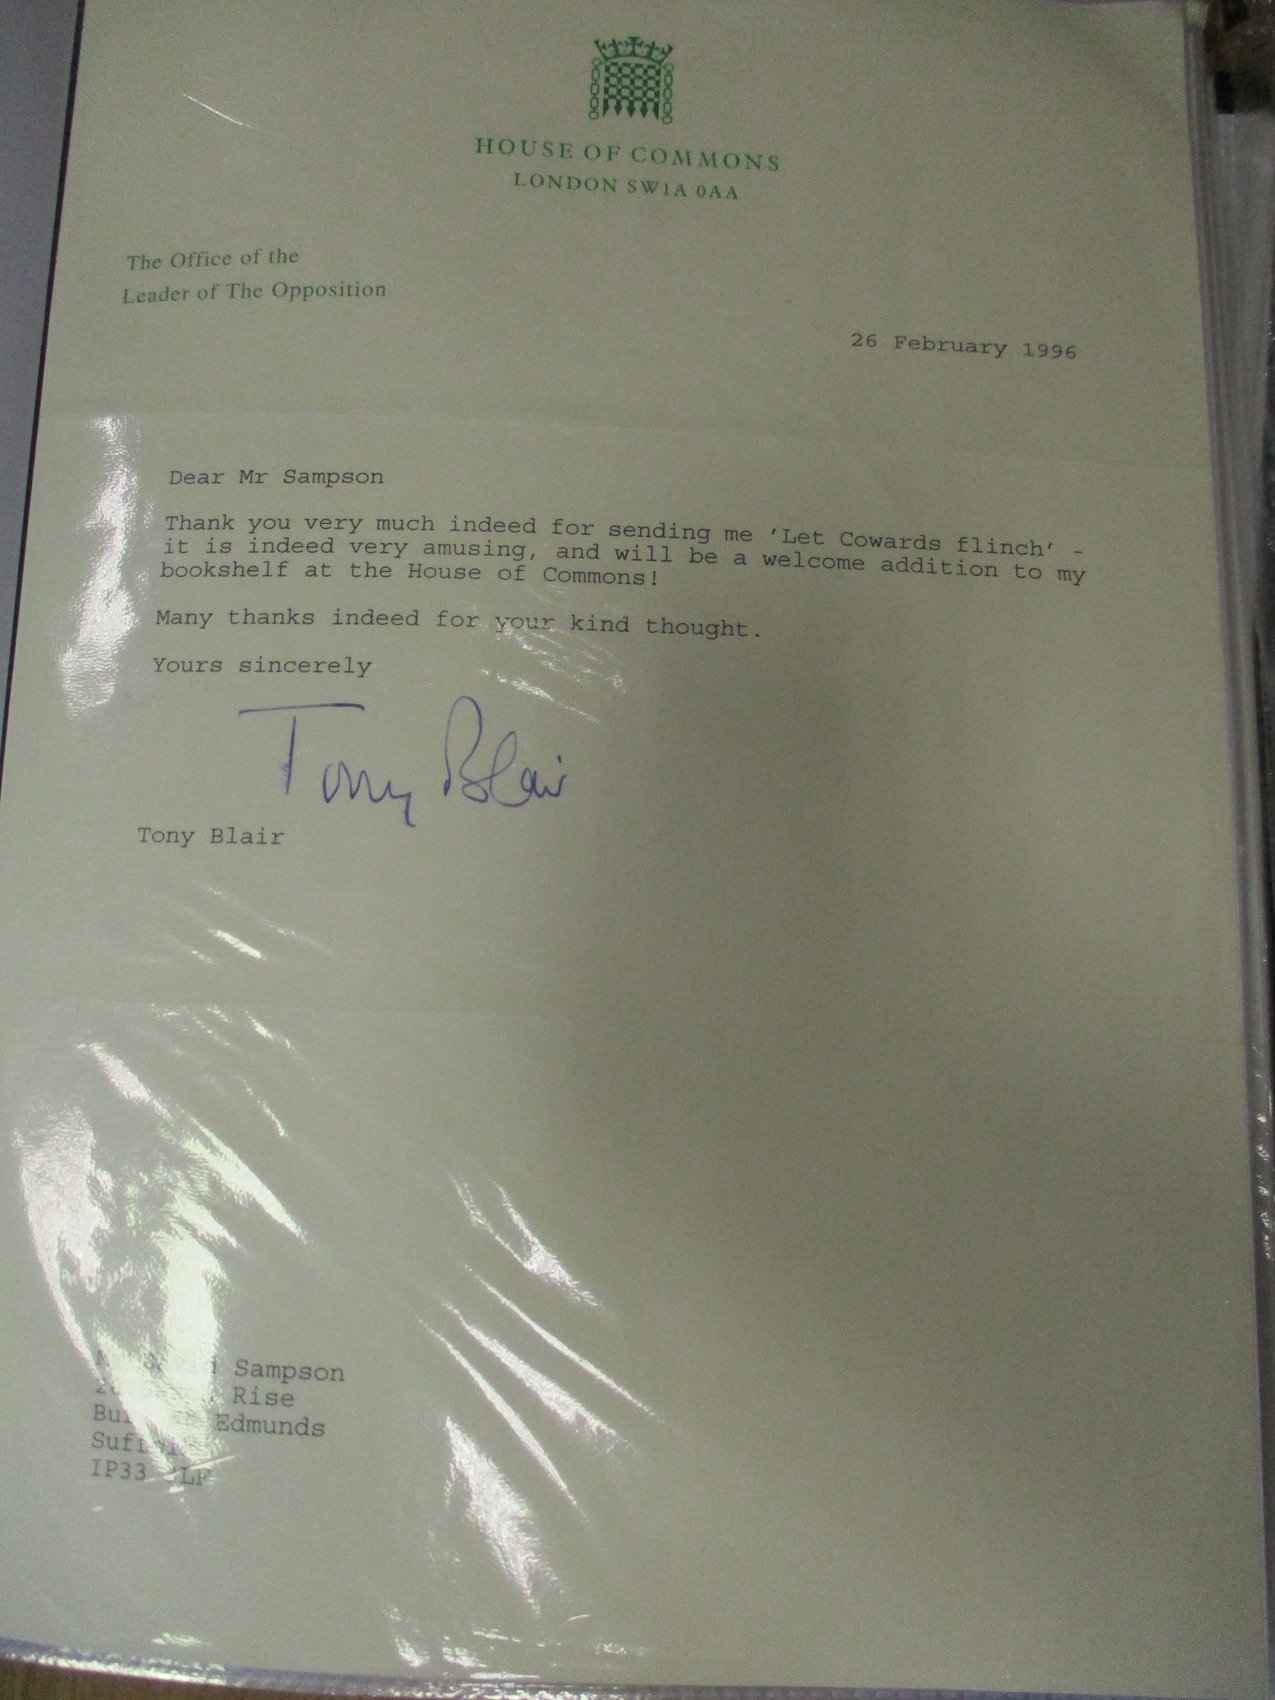 HOUSE OF COMMONS
LONDON SW1A 0AA
The Office of the
Leader of The Opposition
26 February 1996
Dear Mr Sampson
Thank you very much indeed for sending me 'Let Cowards flinch' -
it is indeed very amusing, and will be a welcome addition to my
bookshelf at the House of Commons!
Many thanks indeed for your kind thought.
Yours sincerely
Tony Blair
Tony Blair
Sampson
Rise
Edmunds
Suffolk
IP33